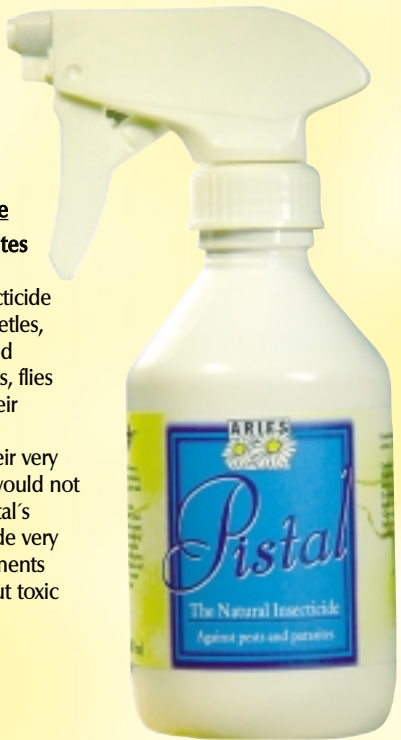 e
tes
cticide
etles,
d
s, flies
eir
eir very
would not
tal´s
de very
ments
ut toxic
ARIES
Pistal
The Natural Insecticide
Against pests and parasites